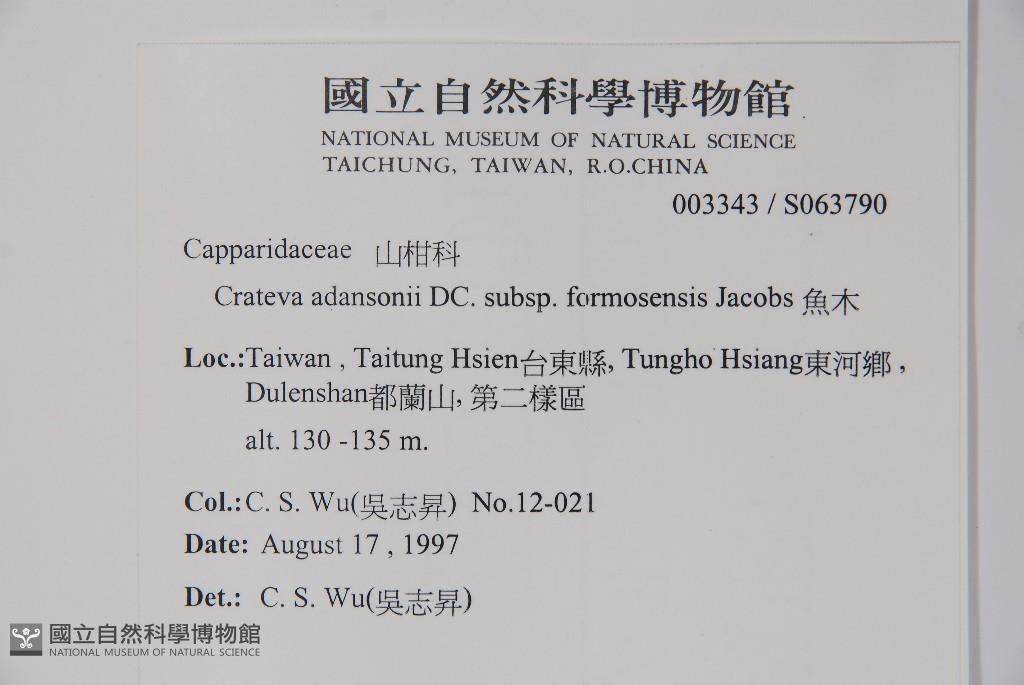 國立自然科學博物館
NATIONAL MUSEUM OF NATURAL SCIENCE
TAICHUNG, TAIWAN, R.O.CHINA
003343 / S063790
Capparidaceae 山柑科
Crateva adansonii DC. subsp. formosensis Jacobs 魚木
Loc.:Taiwan , Taitung Hsien台東縣, Tungho Hsiang東河鄉 ,
Dulenshan都蘭山, 第二樣區
alt. 130 -135 m.
Col.:C. S. Wu(吳志昇) No.12-021
Date: August 17 , 1997
Det.: C. S. Wu(吳志昇)
國立自然科學博物館
NATIONAL MUSEUM OF NATURAL SCIENCE